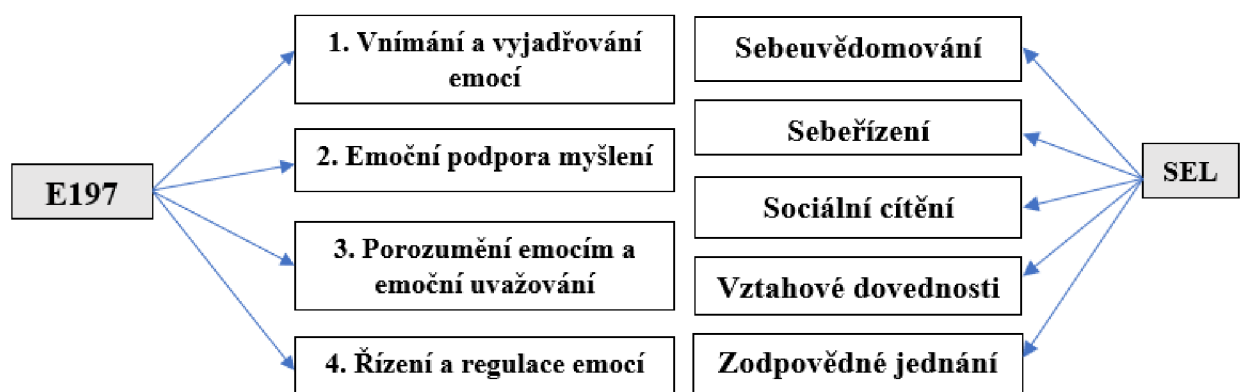 E197
1. Vnímání a vyjadřování
emocí
2. Emoční podpora myšlení
3. Porozumění emocím a
emoční uvažování
4. Řízení a regulace emocí
Sebeuvědomování
Sebeřízení
Sociální cítění
Vztahové dovednosti
Zodpovědné jednání
SEL